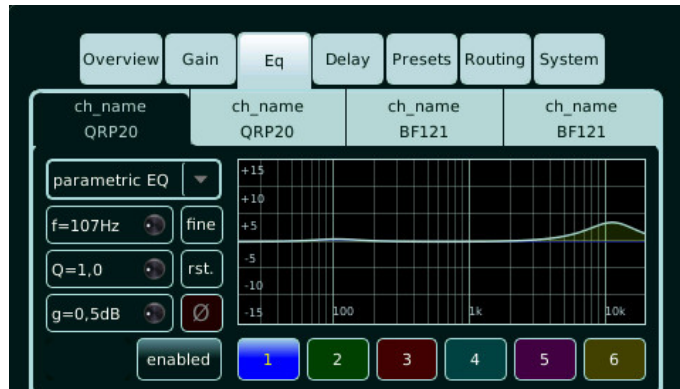 Overview Gain Eq Delay Presets Routing System
ch_name ch_name ch_name ch_name
QRP20 QRP20 BF121 BF121
parametric EQ
+15
+10
f=107Hz fine +5
Q=1,0 rst. -5
-10
g=0,5dB Ø -15 100 1k 10k
enabled 1 2 3 4 5 6